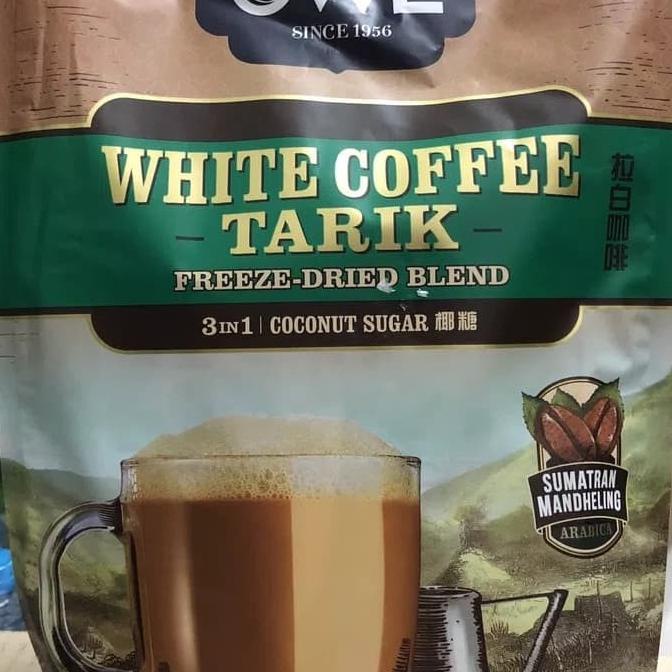 OWL
SINCE 1956
WHITE COFFEE
TARIK
FREEZE-DRIED BLEND
拉白咖啡
3 IN 1 | COCONUT SUGAR 椰糖
SUMATRAN
MANDHELING
ARABICA